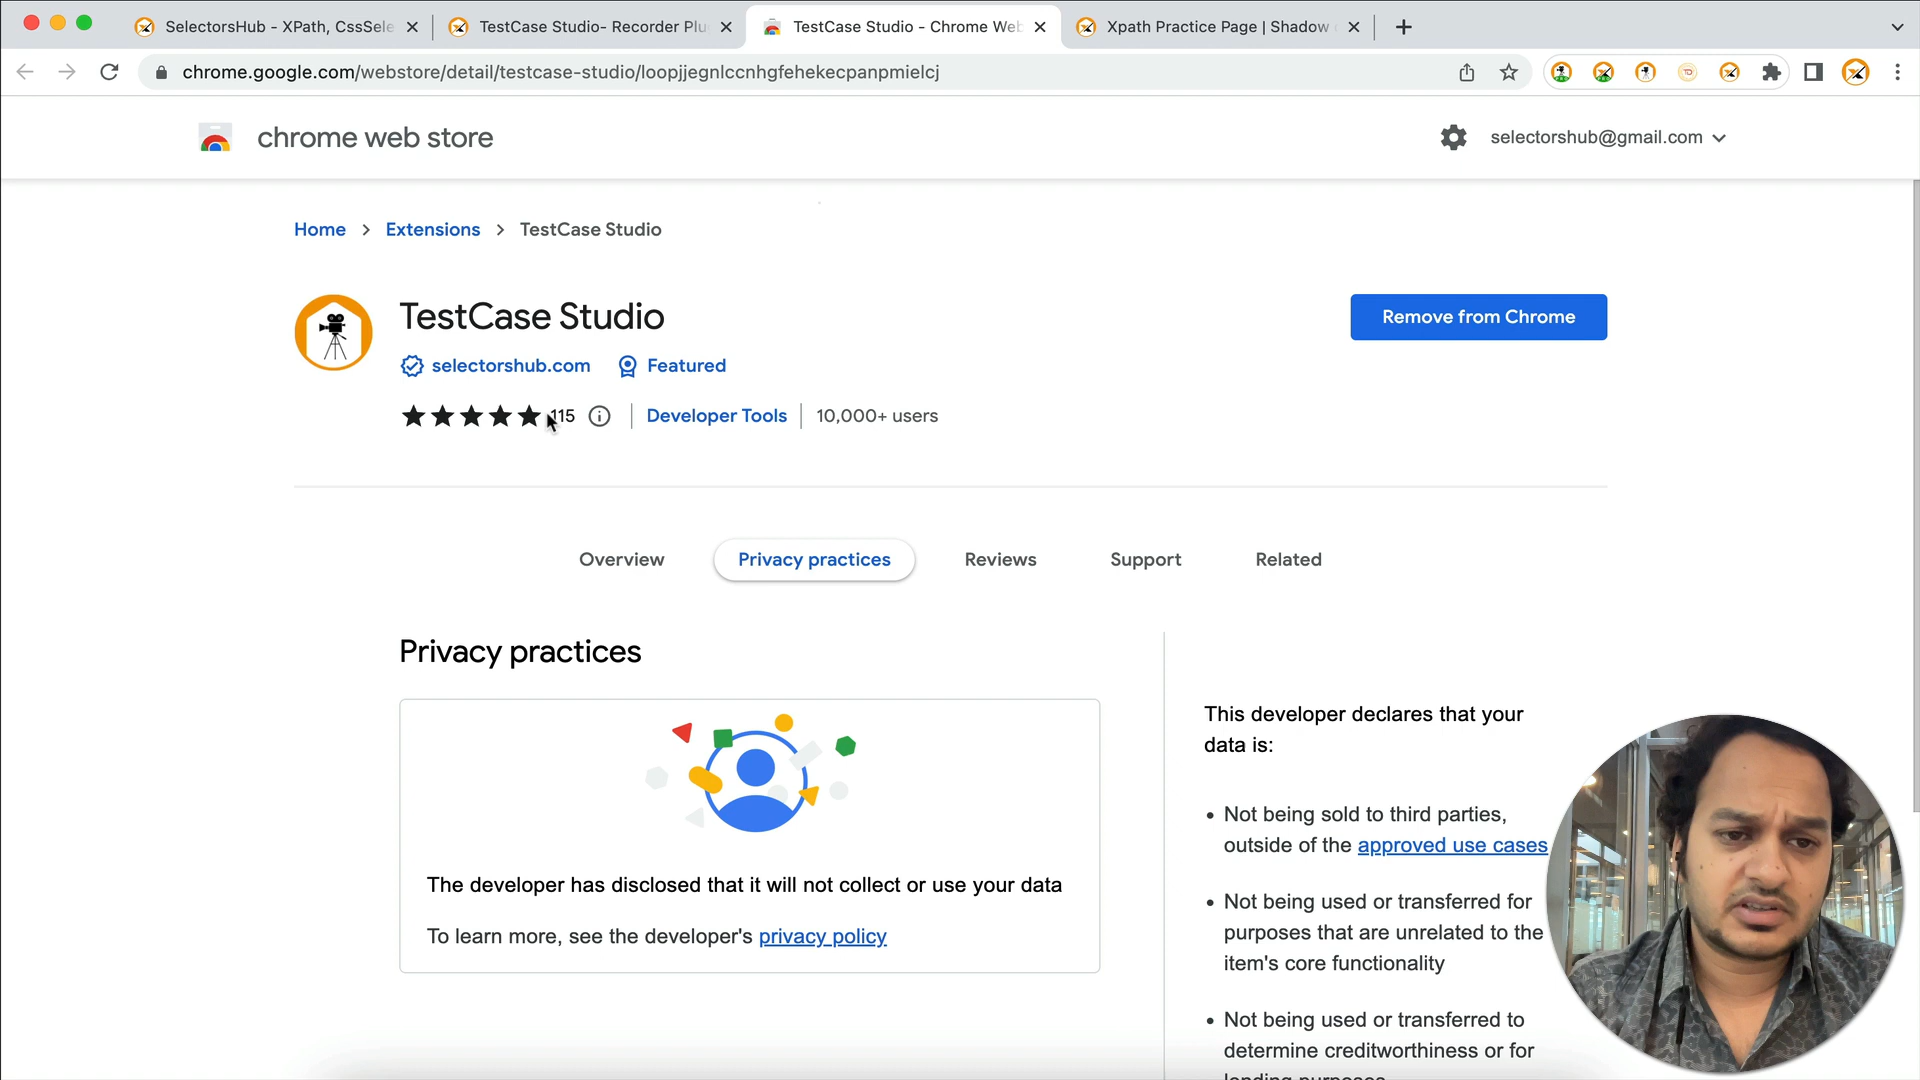 SelectorsHub - XPath, CssSele
TestCase Studio- Recorder Plu
TestCase Studio - Chrome Web
Xpath Practice Page | Shadow
chrome.google.com/webstore/detail/testcase-studio/loopjjegnlccnhgfehekecpanpmielcj
chrome web store
selectorshub@gmail.com
Home > Extensions > TestCase Studio
TestCase Studio
Remove from Chrome
selectorshub.com Featured
115 Developer Tools 10,000+ users
Overview Privacy practices Reviews Support Related
Privacy practices
The developer has disclosed that it will not collect or use your data
To learn more, see the developer's privacy policy
This developer declares that your
data is:
• Not being sold to third parties,
outside of the approved use cases
• Not being used or transferred for
purposes that are unrelated to the
item's core functionality
• Not being used or transferred to
determine creditworthiness or for
lending purposes